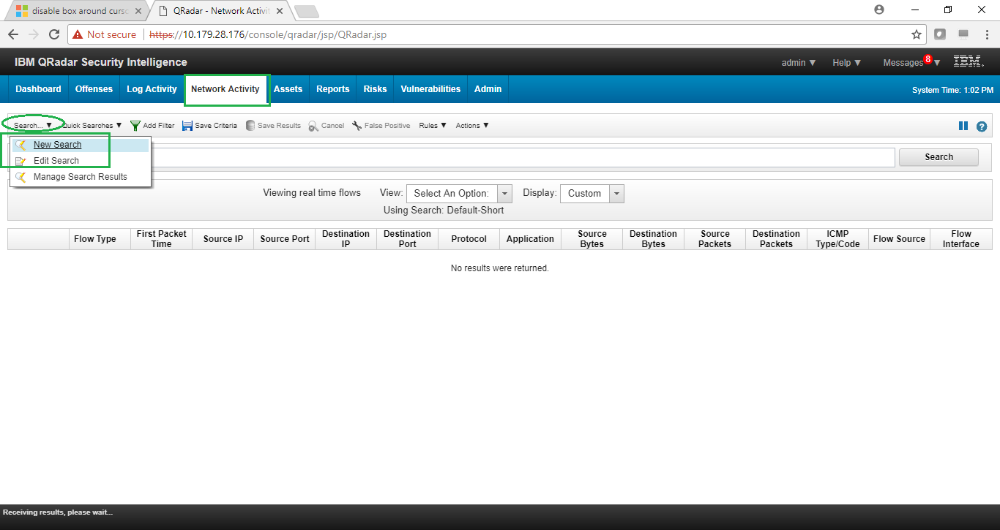 disable box around curs
QRadar - Network Activit
Not secure https://10.179.28.176/console/qradar/jsp/QRadar.jsp
IBM QRadar Security Intelligence
admin ▼ Help ▼ Messages 8 ▼ IBM.
Dashboard Offenses Log Activity Network Activity Assets Reports Risks Vulnerabilities Admin System Time: 1:02 PM
Search... ▼ Quick Searches ▼ Add Filter Save Criteria Save Results Cancel False Positive Rules ▼ Actions ▼
New Search
Edit Search
Manage Search Results
Search
Viewing real time flows View: Select An Option: Display: Custom
Using Search: Default-Short
Flow Type First Packet Time Source IP Source Port Destination IP Destination Port Protocol Application Source Bytes Destination Bytes Source Packets Destination Packets ICMP Type/Code Flow Source Flow Interface
No results were returned.
Receiving results, please wait...